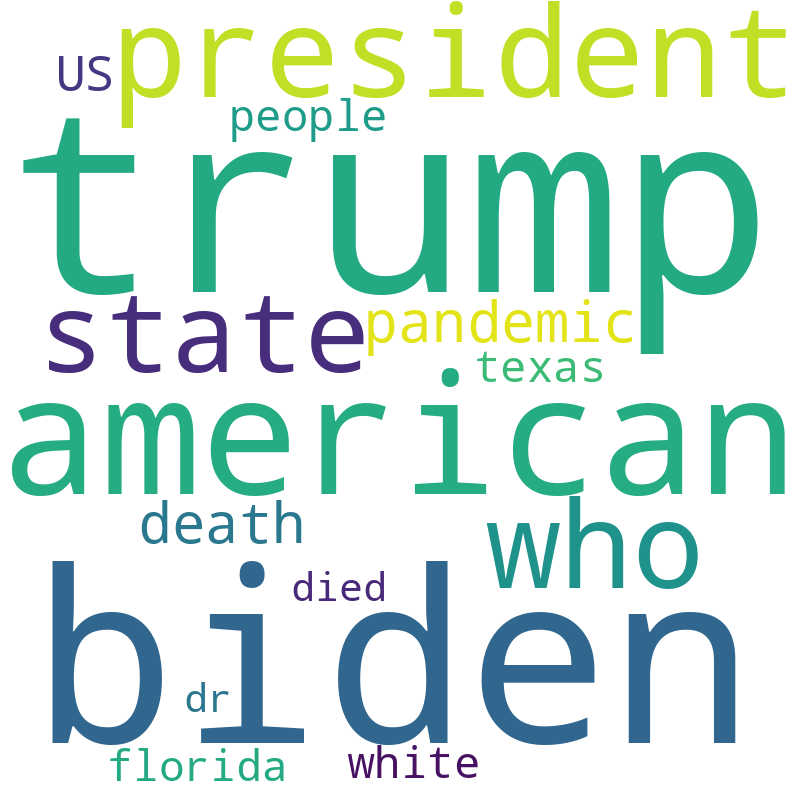 president
US
people
trump
state
pandemic
texas
american
death
who
died
biden
dr
florida
white